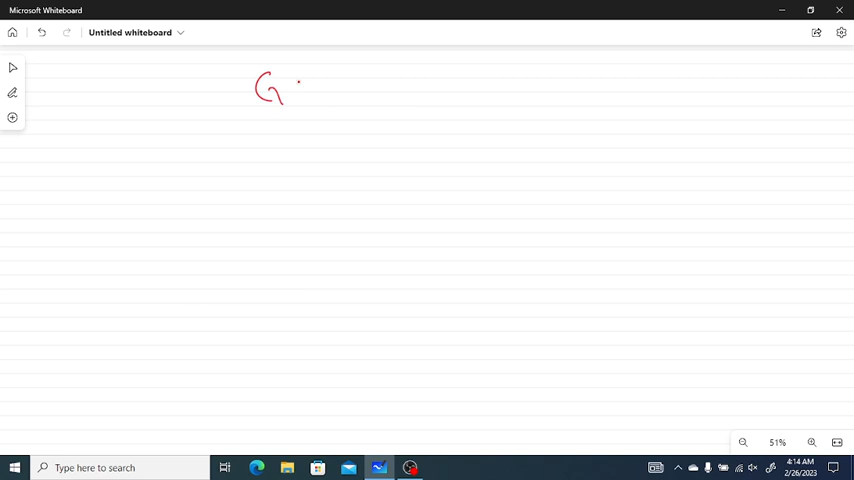 Microsoft Whiteboard
Untitled whiteboard
G
51%
Type here to search
4:14 AM
2/26/2023